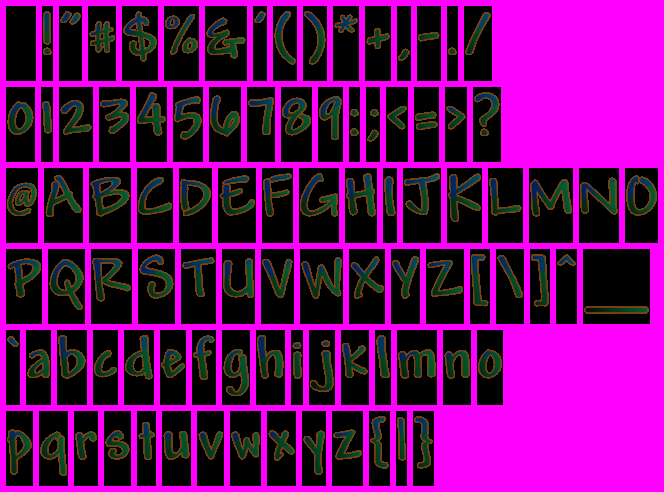 !"#$%&'()*+,-./
0123456789:;<=>?
@ABCDEFGHIJKLMNO
PQRSTUVWXYZ[\]^_
`abcdefghijklmno
pqrstuvwxyz{|}